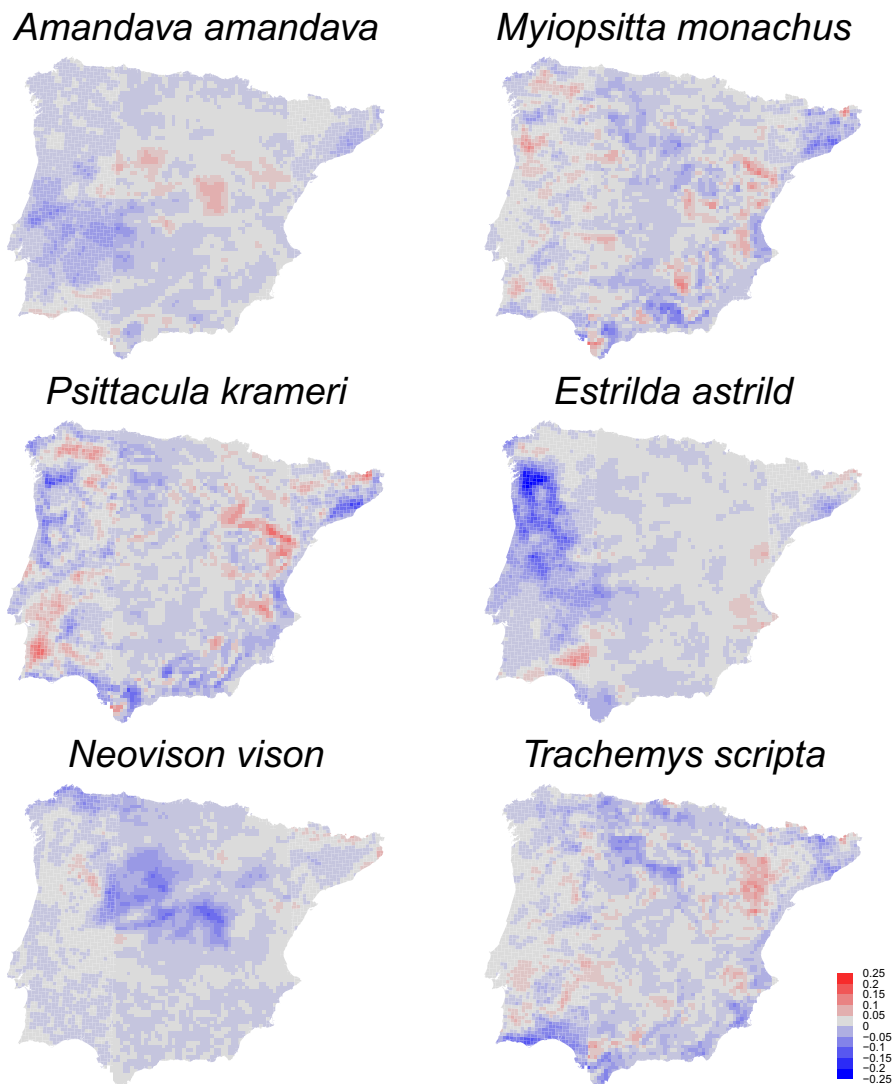 Amandava amandava
Myiopsitta monachus
Psittacula krameri
Estrilda astrild
Neovison vison
Trachemys scripta
0.25
0.2
0.15
0.1
0.05
0
−0.05
−0.1
−0.15
−0.2
−0.25